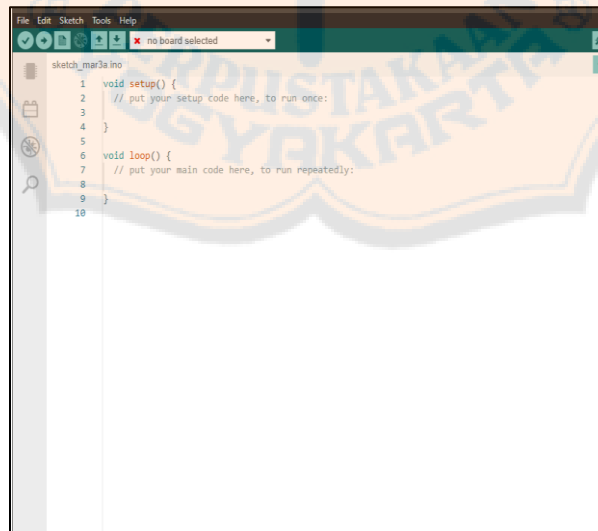 File Edit Sketch Tools Help
no board selected
sketch_mar3a.ino
1 void setup() {
2 // put your setup code here, to run once:
3
4 }
5
6 void loop() {
7 // put your main code here, to run repeatedly:
8
9 }
10
PERPUSTAKAAN
YOGYAKARTA